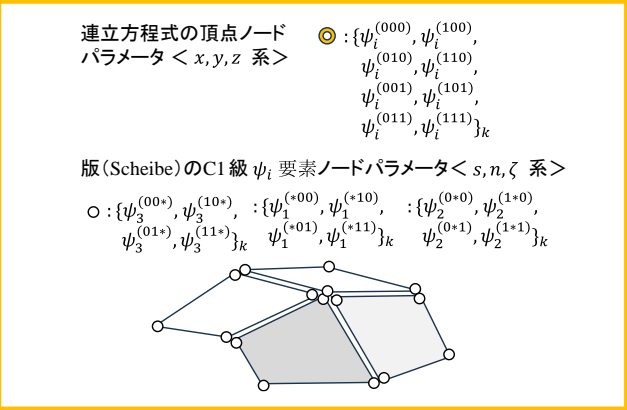 連立方程式の頂点ノード
パラメータ < x, y, z 系>
◎ : {ψ_i^(000), ψ_i^(100),
ψ_i^(010), ψ_i^(110),
ψ_i^(001), ψ_i^(101),
ψ_i^(011), ψ_i^(111)}_k
版(Scheibe)のC1級 ψ_i 要素ノードパラメータ< s, n, ζ 系>
○ : {ψ_3^(00*), ψ_3^(10*), : {ψ_1^(*00), ψ_1^(*10), : {ψ_2^(0*0), ψ_2^(1*0),
ψ_3^(01*), ψ_3^(11*)}_k ψ_1^(*01), ψ_1^(*11)}_k ψ_2^(0*1), ψ_2^(1*1)}_k